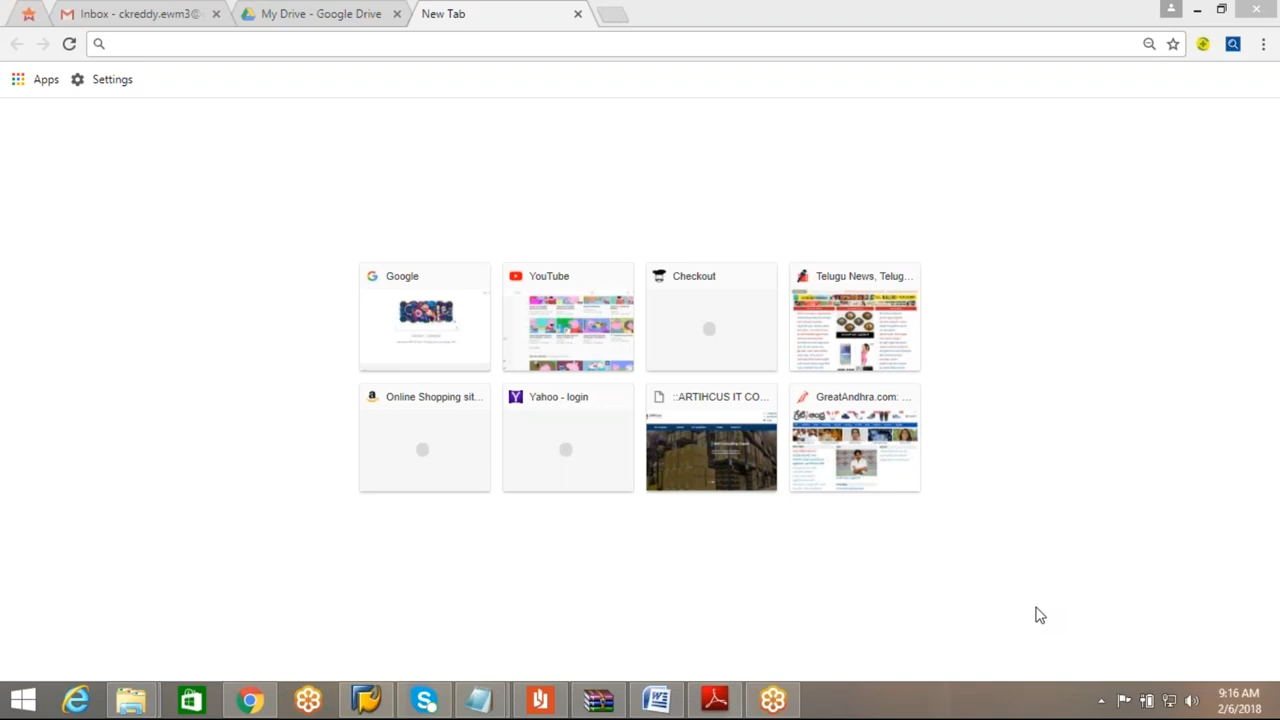 Inbox - ckreddy.ewm3@
My Drive - Google Drive
New Tab
Apps
Settings
Google
YouTube
Checkout
Telugu News, Telug...
Online Shopping sit...
Yahoo - login
::ARTIHCUS IT CO...
GreatAndhra.com: ...
9:16 AM
2/6/2018